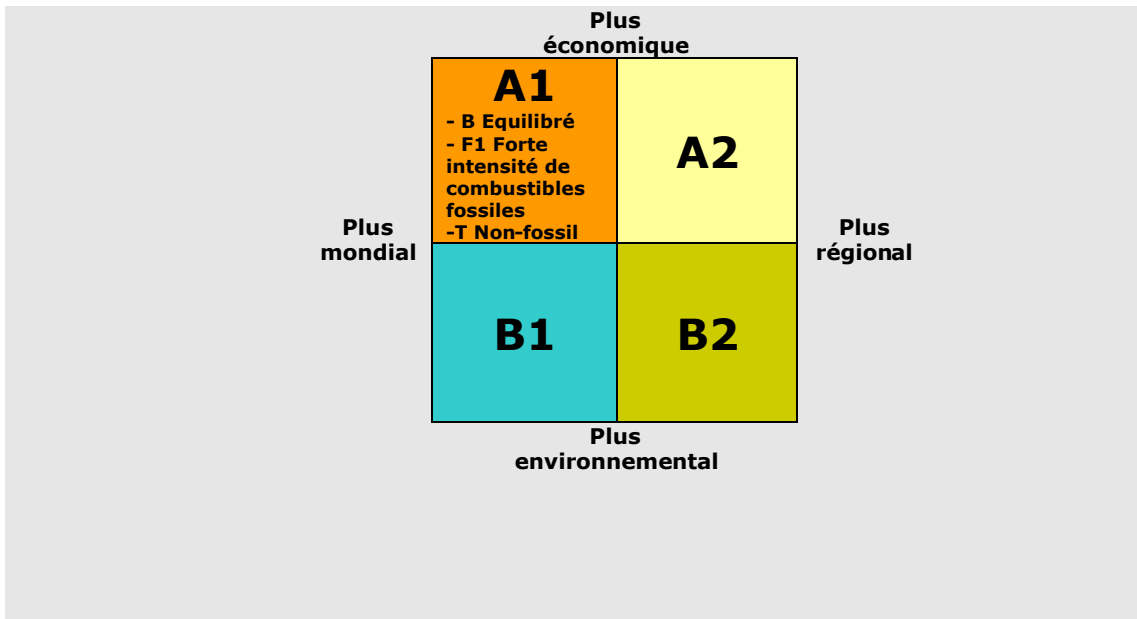 Plus
économique
A1
- B Equilibré
- F1 Forte
intensité de
combustibles
fossiles
-T Non-fossil
A2
Plus
mondial
Plus
régional
B1
B2
Plus
environnemental